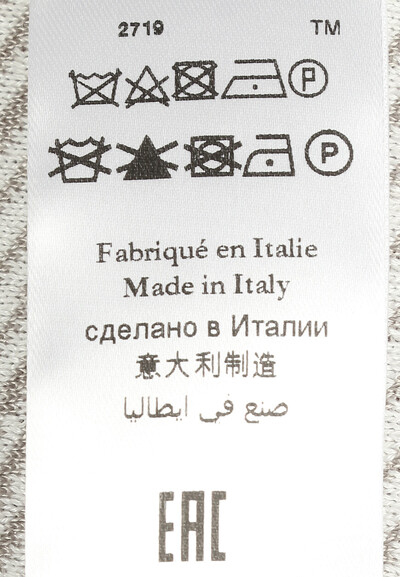 2719 TM
P
P
Fabriqué en Italie
Made in Italy
сделано в Италии
意大利制造
صنع في ايطاليا
EAC